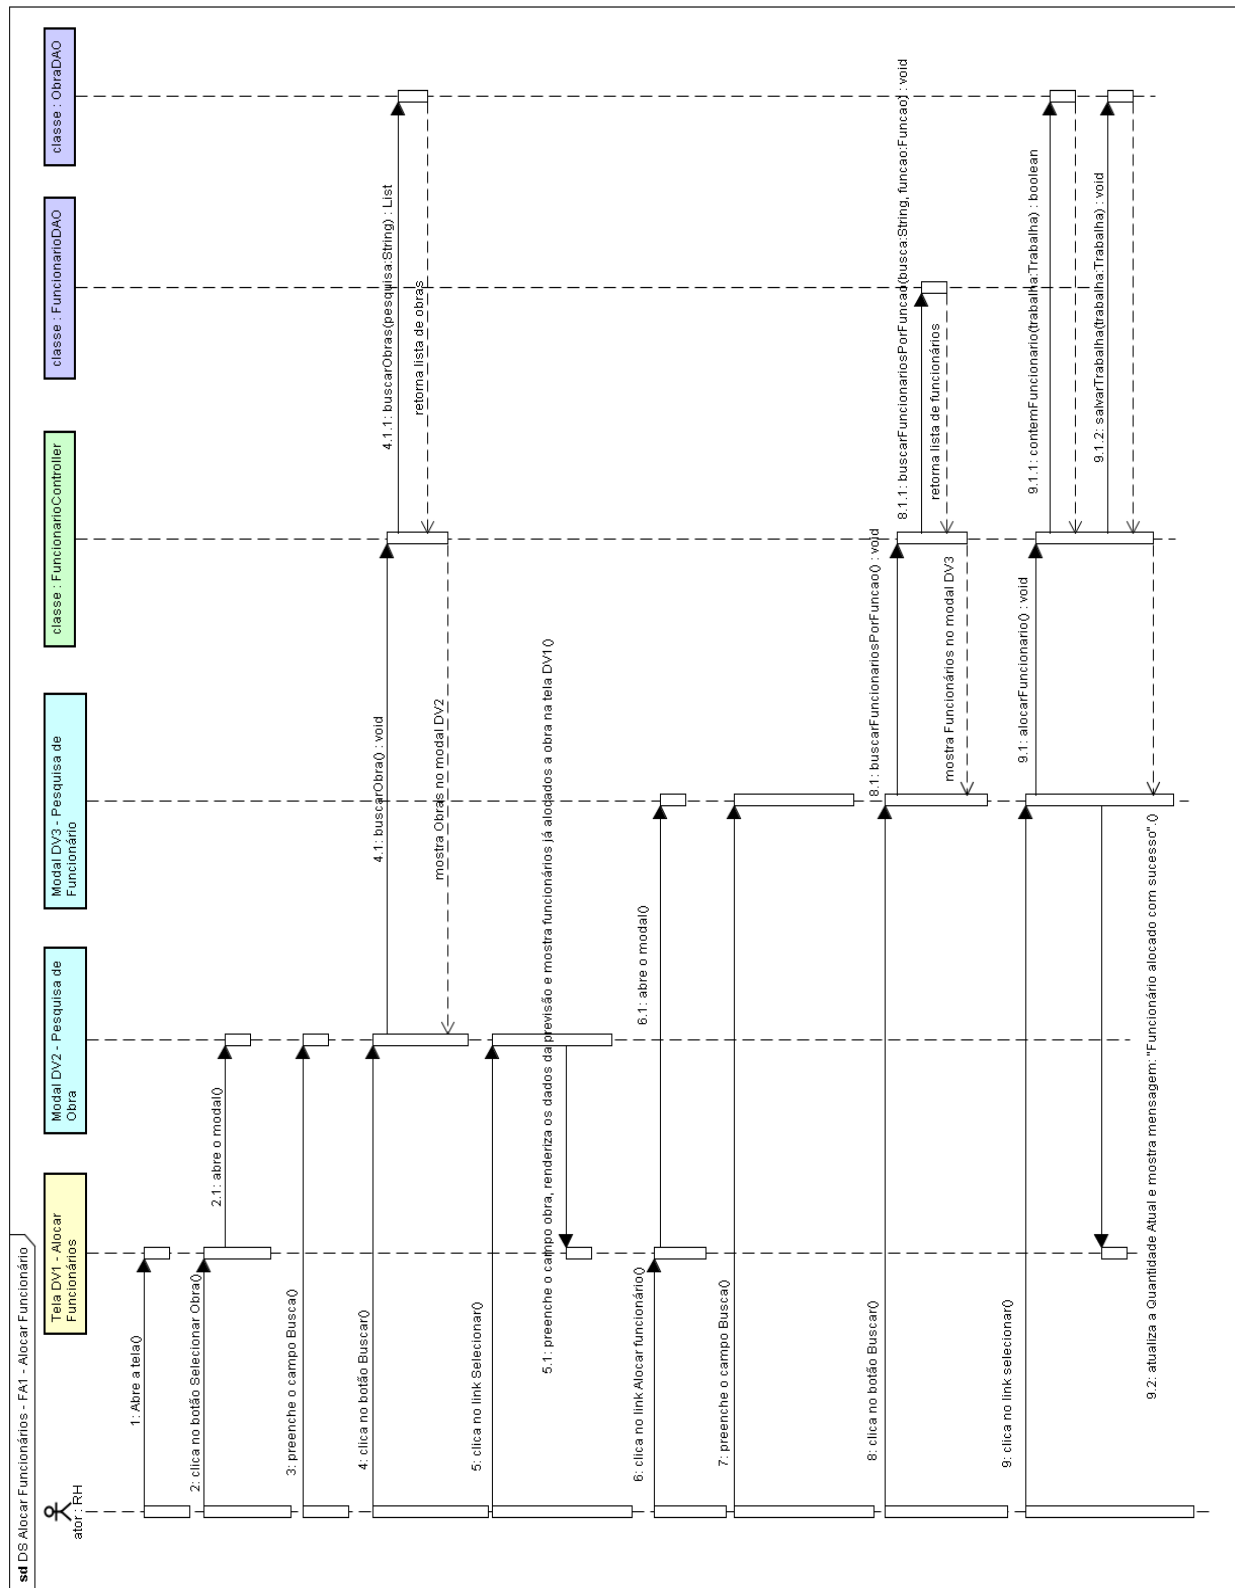 sd DS Alocar Funcionários - FA1 - Alocar Funcionário
ator : RH
Tela DV1 - Alocar
Funcionários
Modal DV2 - Pesquisa de
Obra
Modal DV3 - Pesquisa de
Funcionário
classe : FuncionarioController
classe : FuncionarioDAO
classe : ObraDAO
1: Abre a tela()
2: clica no botão Selecionar Obra()
2.1: abre o modal()
3: preenche o campo Busca()
4: clica no botão Buscar()
4.1: buscarObra() : void
4.1.1: buscarObras(pesquisa:String) : List
retorna lista de obras
mostra Obras no modal DV2
5: clica no link Selecionar()
5.1: preenche o campo obra, renderiza os dados da previsão e mostra funcionários já alocados a obra na tela DV1()
6: clica no link Alocar funcionário()
6.1: abre o modal()
7: preenche o campo Busca()
8: clica no botão Buscar()
8.1: buscarFuncionariosPorFuncao() : void
8.1.1: buscarFuncionariosPorFuncao(busca:String, funcao:Funcao) : void
retorna lista de funcionários
mostra Funcionários no modal DV3
9: clica no link selecionar()
9.1: alocarFuncionario() : void
9.1.1: contemFuncionario(trabalha:Trabalha) : boolean
9.1.2: salvarTrabalha(trabalha:Trabalha) : void
9.2: atualiza a Quantidade Atual e mostra mensagem: "Funcionário alocado com sucesso".()